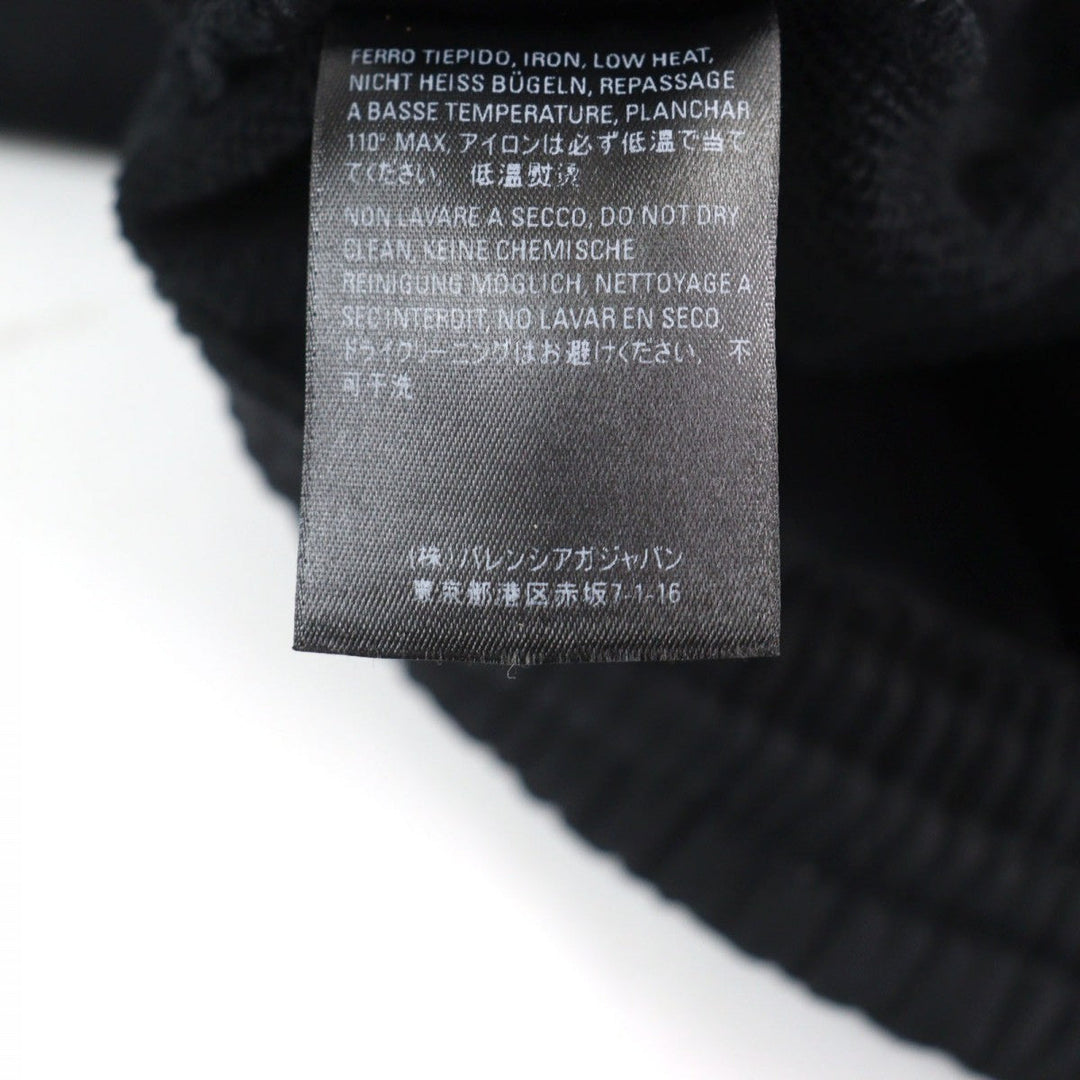 FERRO TIEPIDO, IRON, LOW HEAT,
NICHT HEISS BÜGELN, REPASSAGE
A BASSE TEMPERATURE, PLANCHAR
110° MAX, アイロンは必ず低温で当て
てください。低温熨烫
NON LAVARE A SECCO, DO NOT DRY
CLEAN, KEINE CHEMISCHE
REINIGUNG MÖGLICH, NETTOYAGE A
SEC INTERDIT, NO LAVAR EN SECO,
ドライクリーニングはお避けください。不
可干洗
(株)バレンシアガジャパン
東京都港区赤坂7-1-16